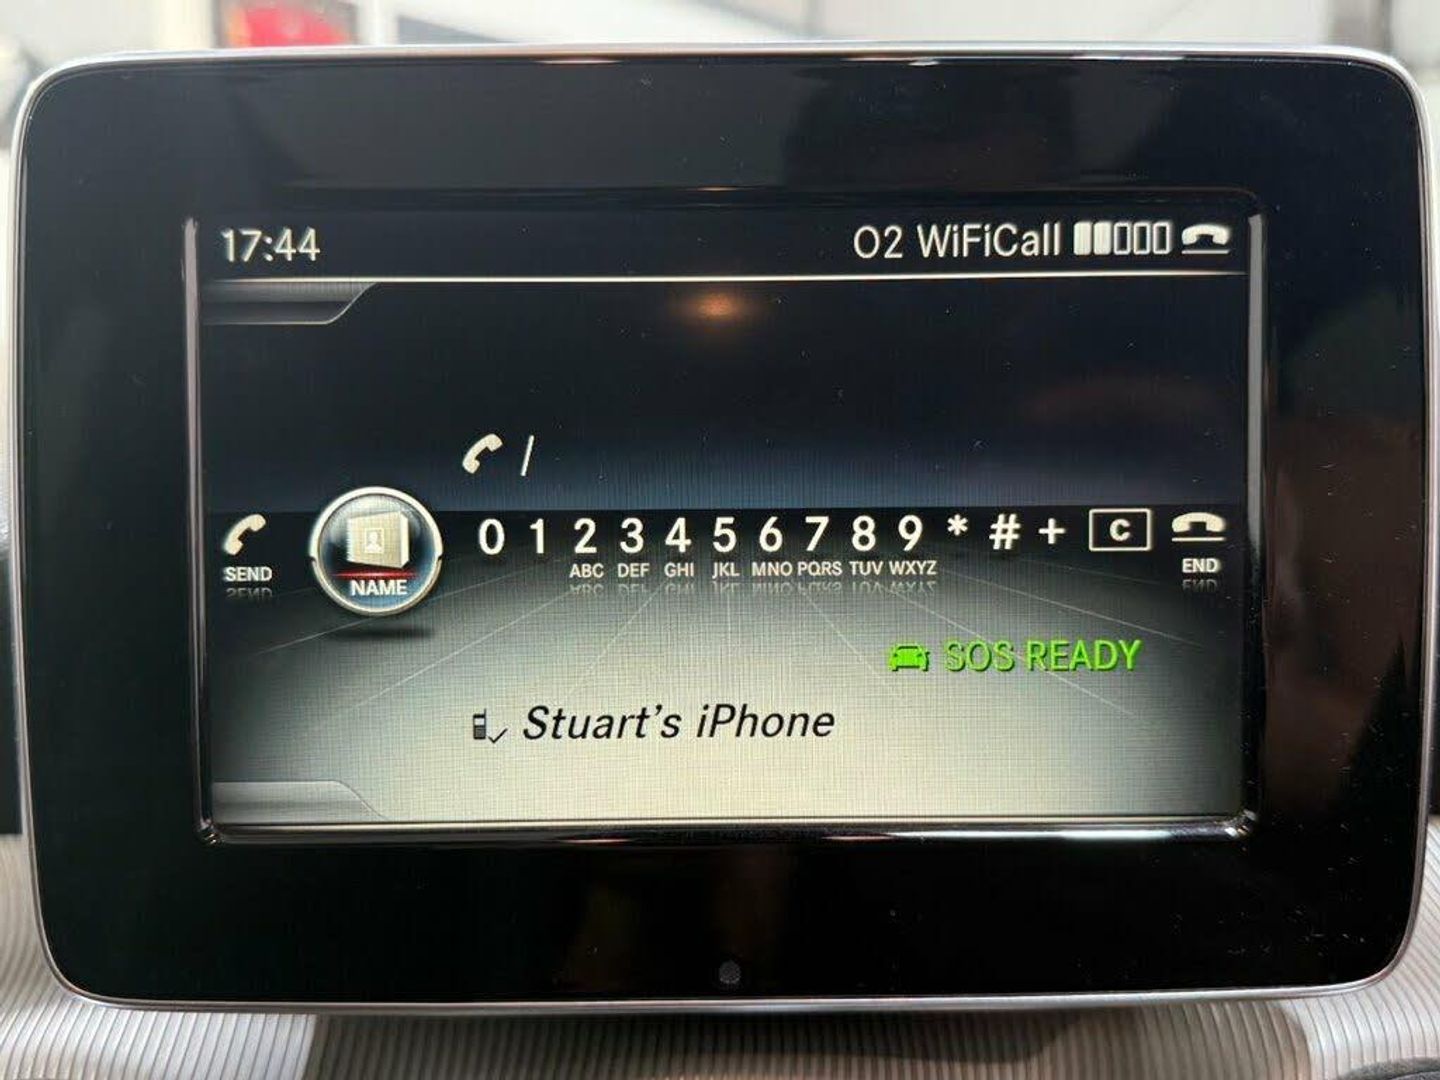 17:44 O2 WiFiCall
/
0 1 2 3 4 5 6 7 8 9 * # + C
SEND NAME ABC DEF GHI JKL MNO PQRS TUV WXYZ END
SOS READY
Stuart's iPhone